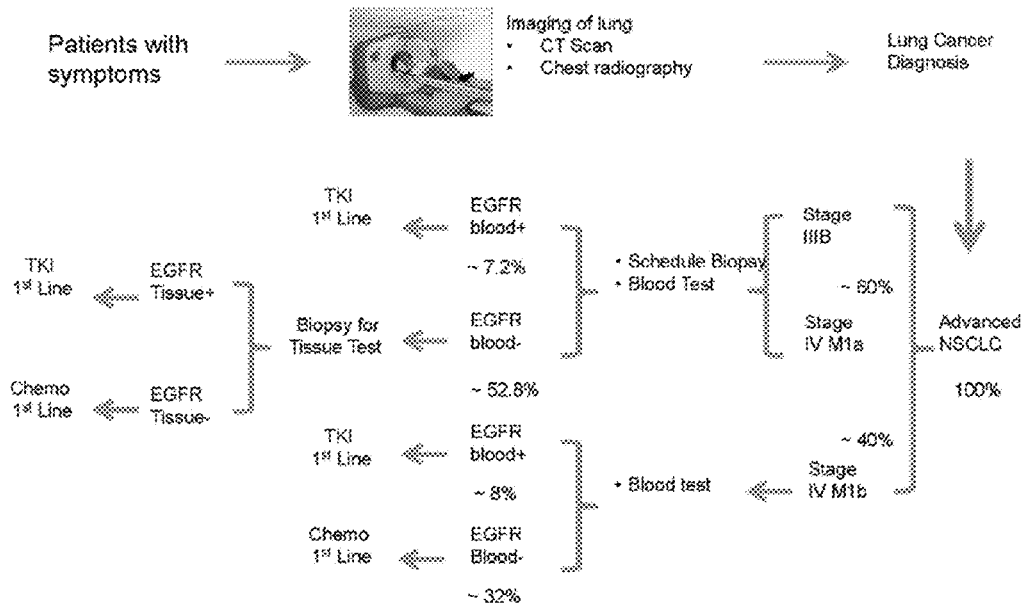 Patients with
symptoms
Imaging of lung
• CT Scan
• Chest radiography
Lung Cancer
Diagnosis
TKI
1st Line
EGFR
blood+
~ 7.2%
• Schedule Biopsy
• Blood Test
Stage
IIIB
~ 60%
Stage
IV M1a
Advanced
NSCLC
100%
TKI
1st Line
EGFR
Tissue+
Biopsy for
Tissue Test
EGFR
blood-
~ 52.8%
Chemo
1st Line
EGFR
Tissue-
TKI
1st Line
EGFR
blood+
~ 8%
• Blood test
~ 40%
Stage
IV M1b
Chemo
1st Line
EGFR
Blood-
~ 32%